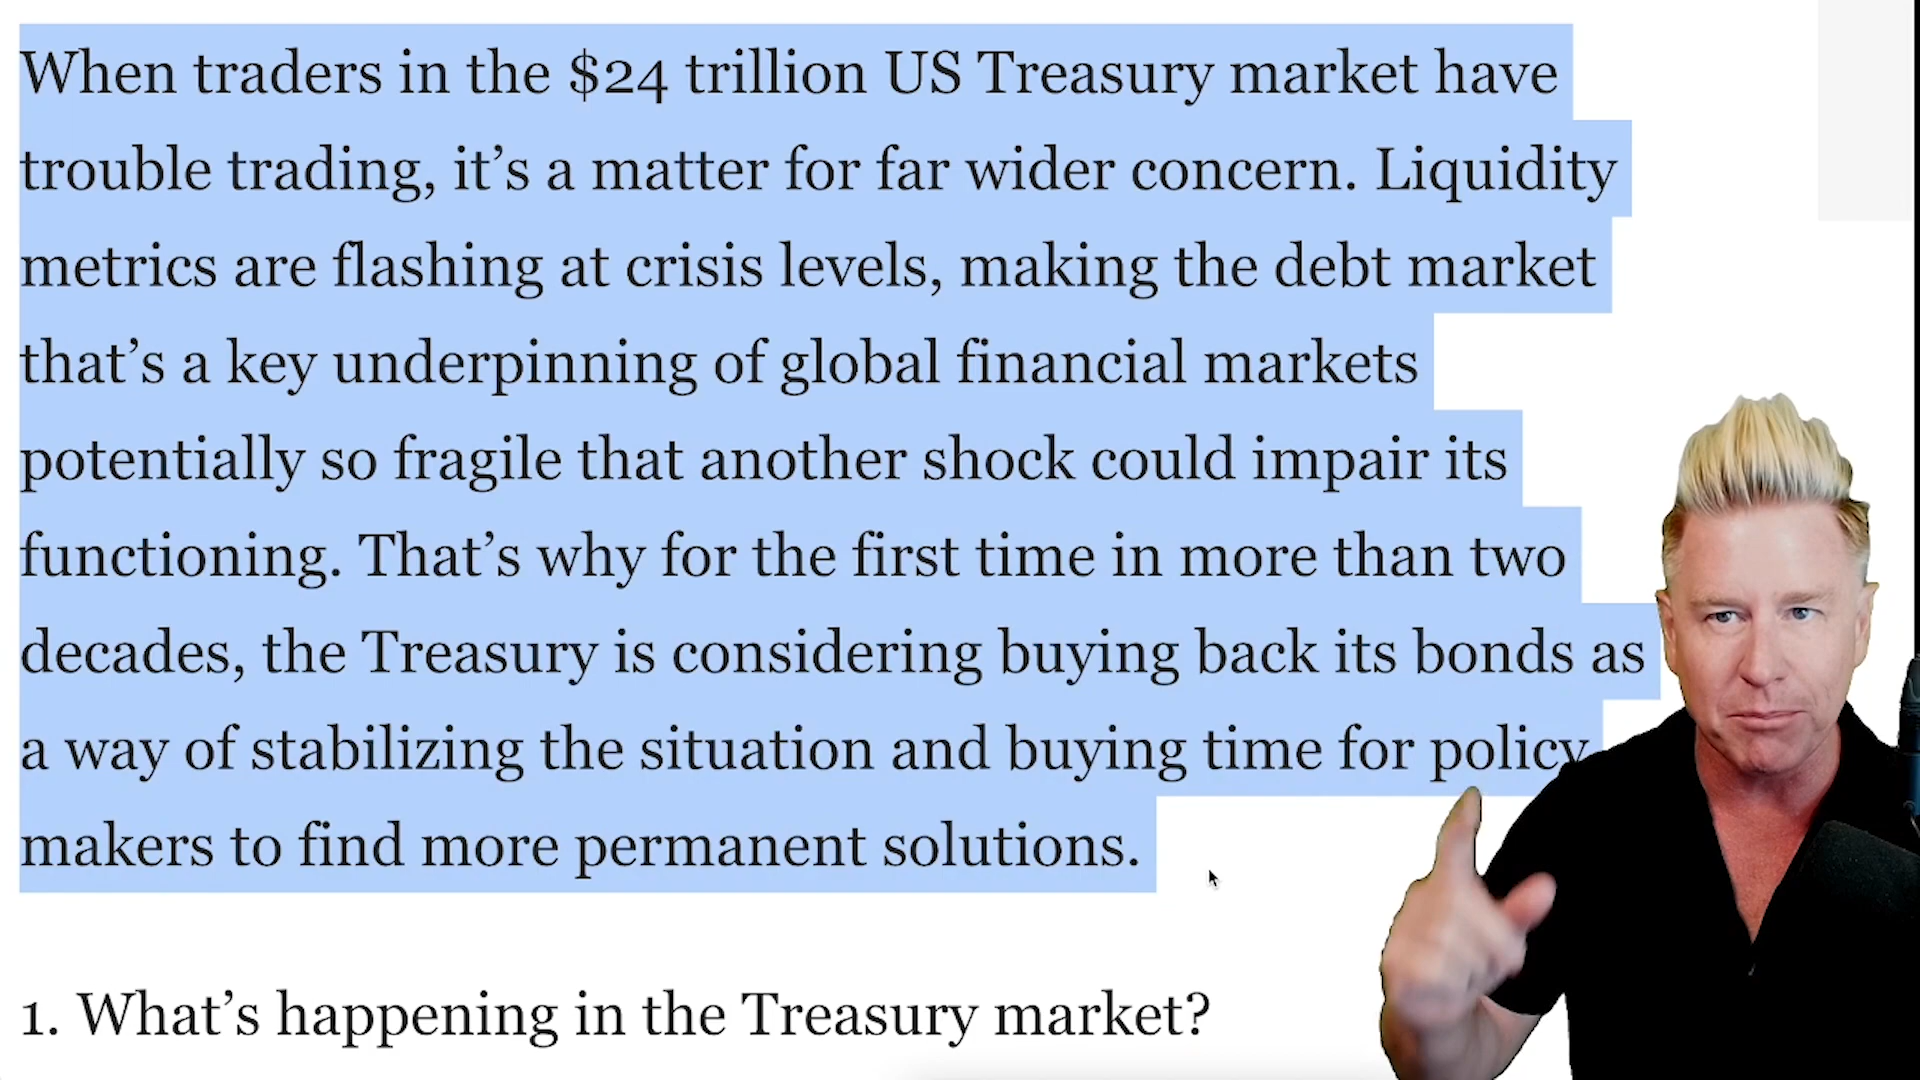 When traders in the $24 trillion US Treasury market have
trouble trading, it’s a matter for far wider concern. Liquidity
metrics are flashing at crisis levels, making the debt market
that’s a key underpinning of global financial markets
potentially so fragile that another shock could impair its
functioning. That’s why for the first time in more than two
decades, the Treasury is considering buying back its bonds as
a way of stabilizing the situation and buying time for policy
makers to find more permanent solutions.
1. What’s happening in the Treasury market?